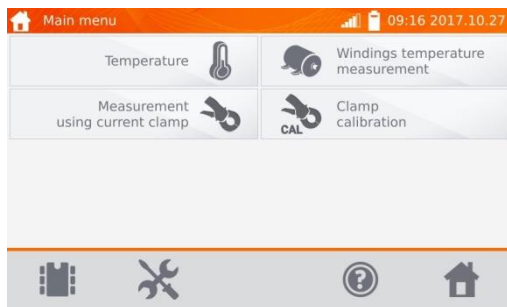 Main menu
09:16 2017.10.27
Temperature
Windings temperature
measurement
Measurement
using current clamp
CAL
Clamp
calibration
?